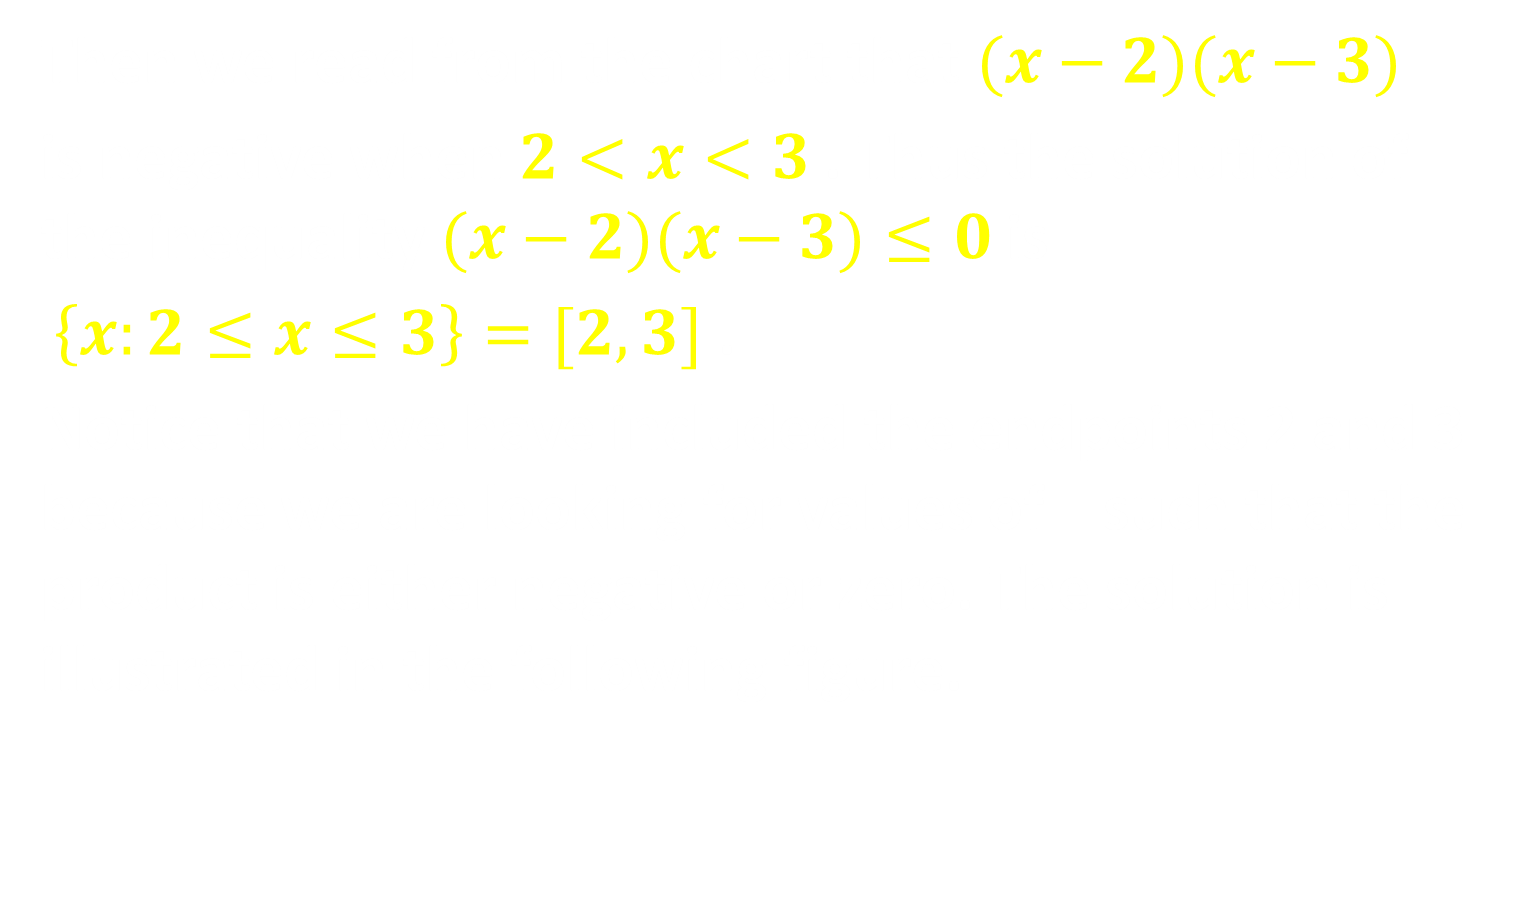 (x − 2)(x − 3)
2 < x < 3
(x − 2)(x − 3) ≤ 0
{x: 2 ≤ x ≤ 3} = [2, 3]